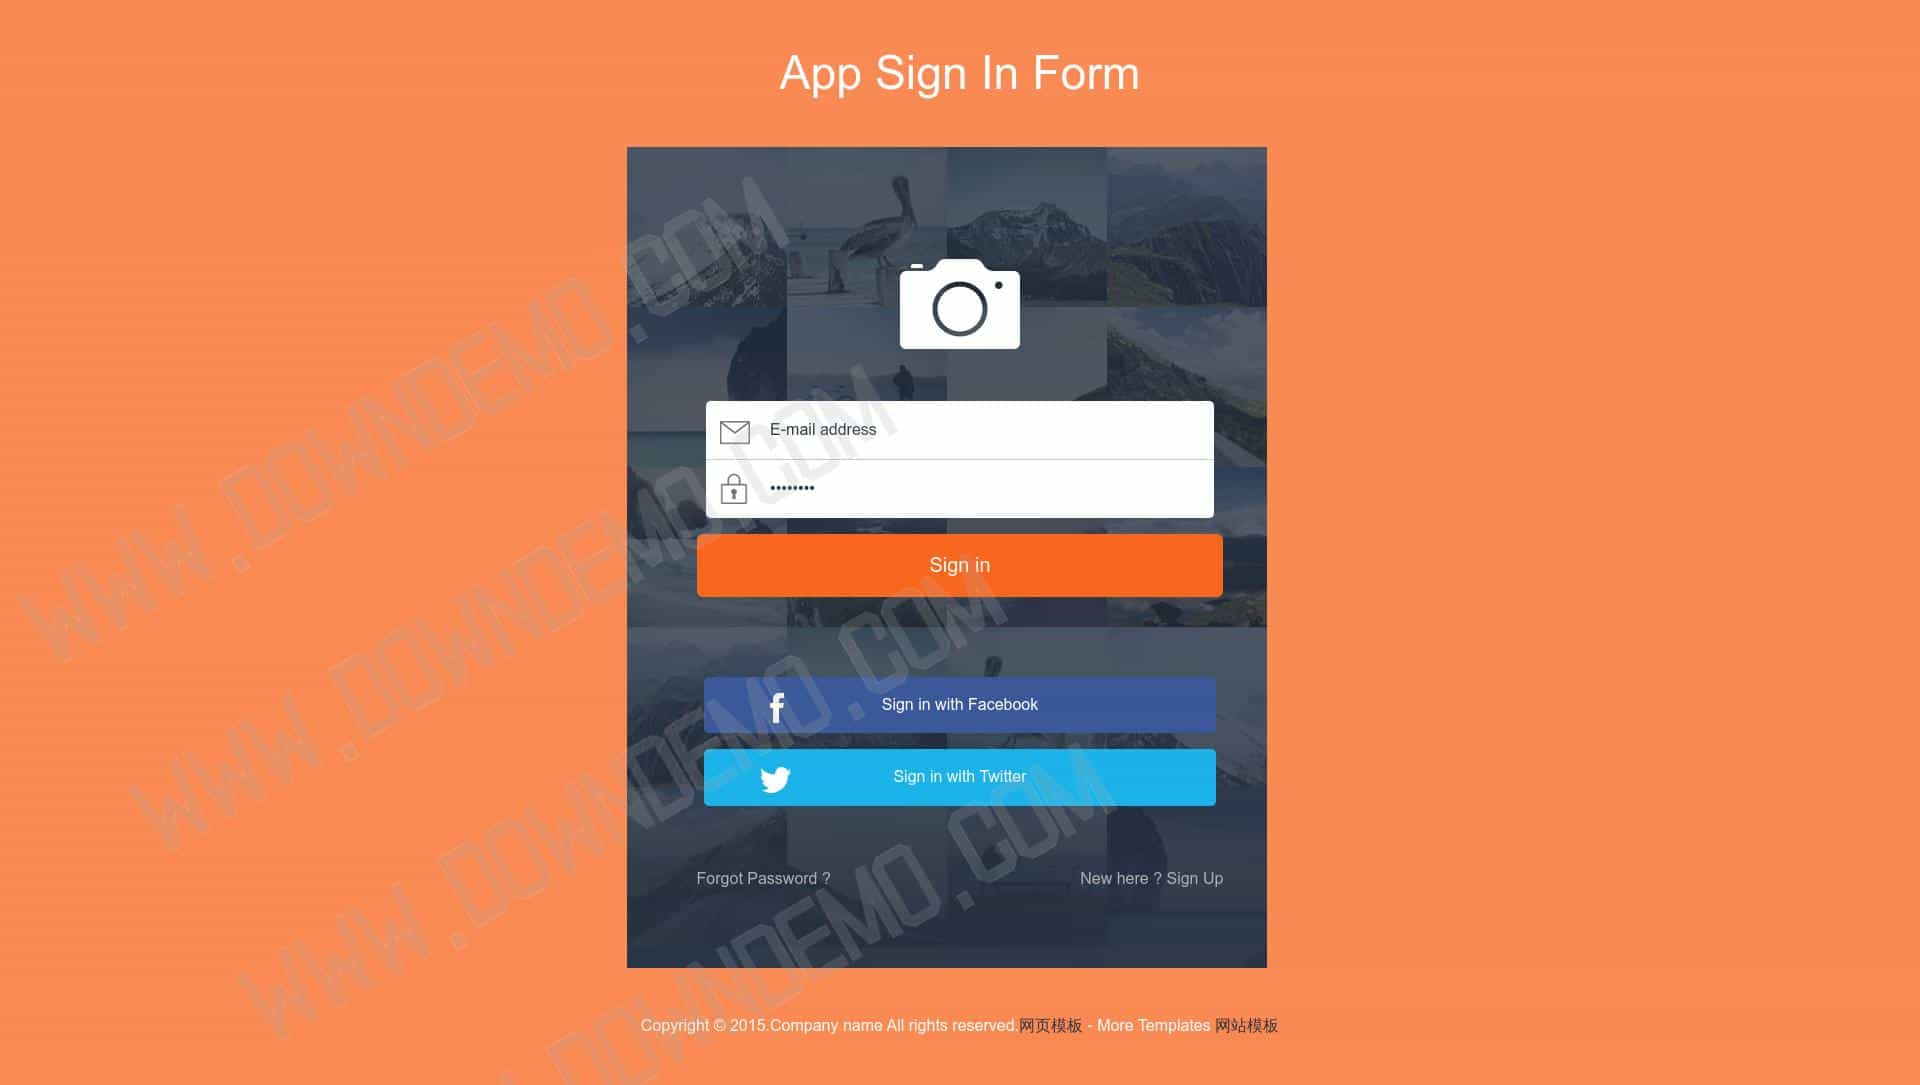 App Sign In Form
E-mail address
••••••••
Sign in
Sign in with Facebook
Sign in with Twitter
Forgot Password ?
New here ? Sign Up
Copyright © 2015.Company name All rights reserved.网页模板 - More Templates 网站模板
WWW.DOWNDEMO.COM
WWW.DOWNDEMO.COM
WWW.DOWNDEMO.COM
WWW.DOWNDEMO.COM